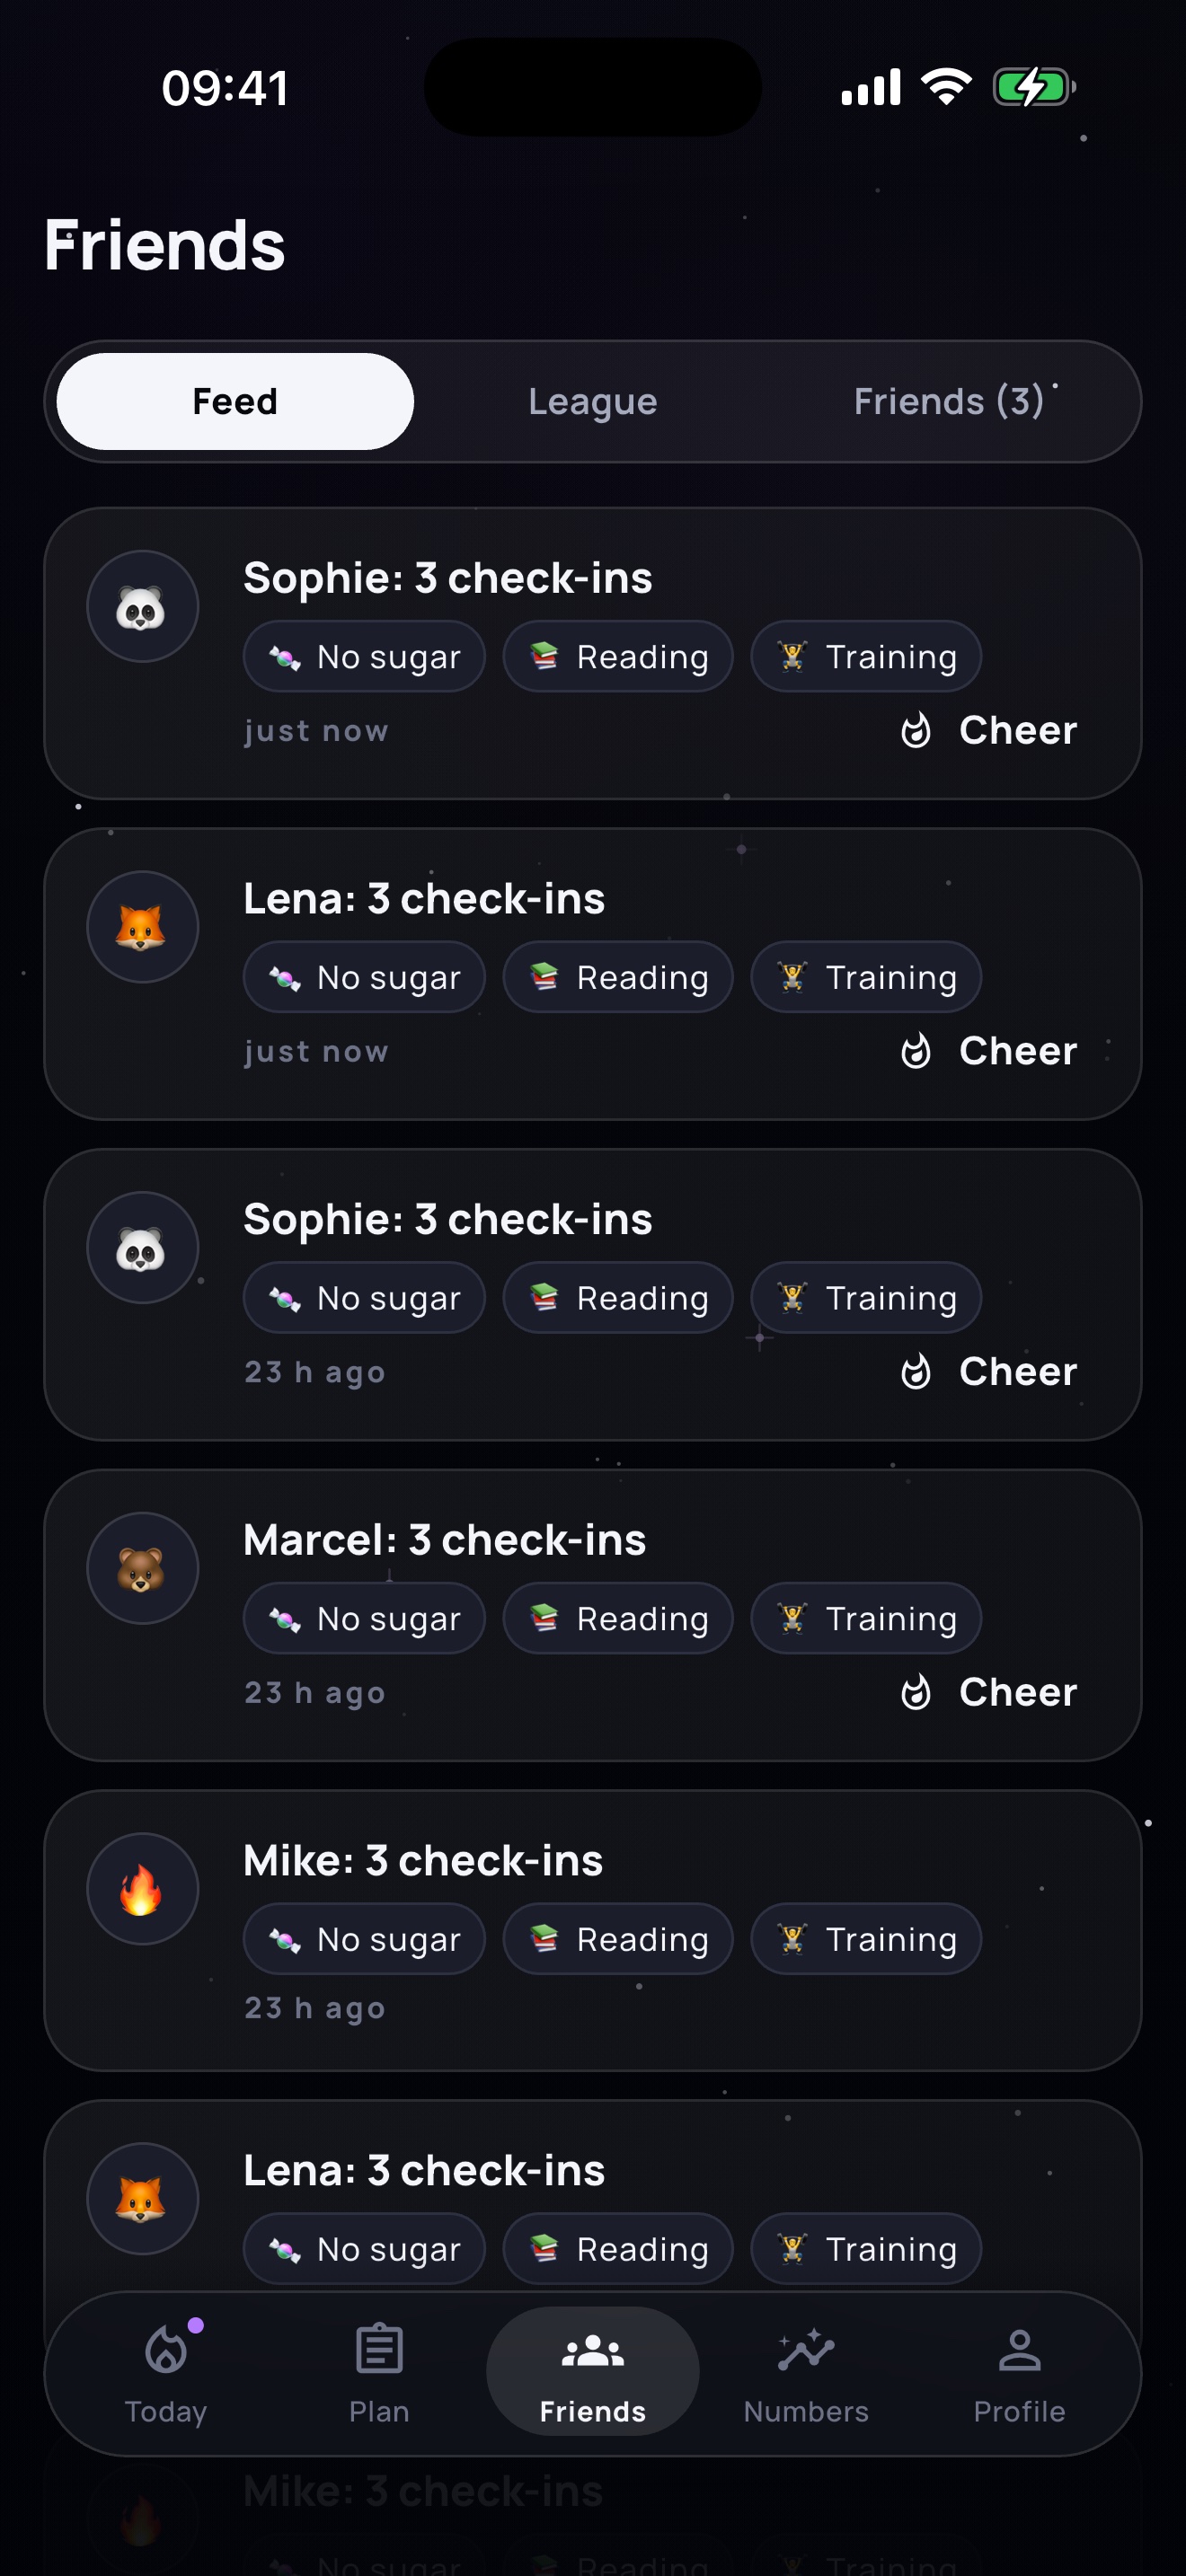 09:41
Friends
Feed League Friends (3)
Sophie: 3 check-ins
No sugar Reading Training
just now Cheer
Lena: 3 check-ins
No sugar Reading Training
just now Cheer
Sophie: 3 check-ins
No sugar Reading Training
23 h ago Cheer
Marcel: 3 check-ins
No sugar Reading Training
23 h ago Cheer
Mike: 3 check-ins
No sugar Reading Training
23 h ago
Lena: 3 check-ins
No sugar Reading Training
Today Plan Friends Numbers Profile
Mike: 3 check-ins
No sugar Reading Training